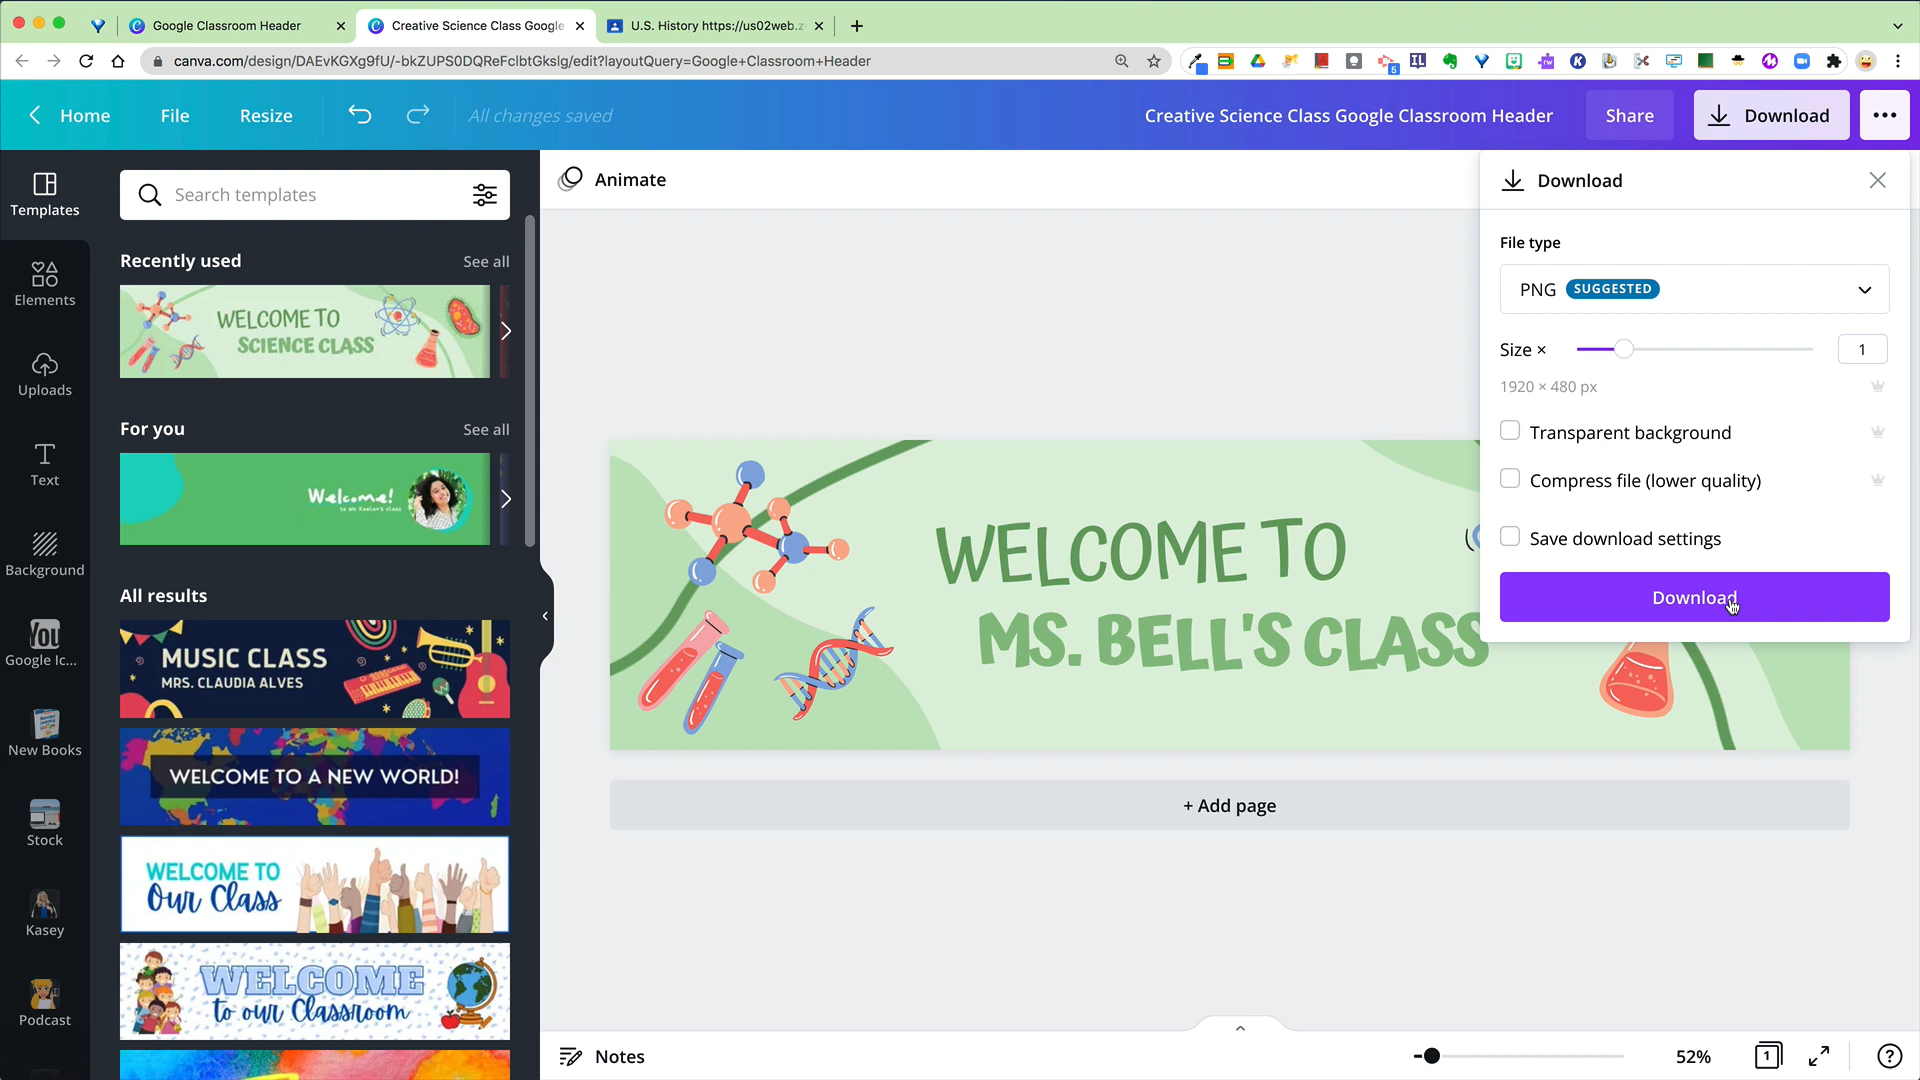 Google Classroom Header
Creative Science Class Google
U.S. History https://us02web.z
canva.com/design/DAEvKGXg9fU/-bkZUPS0DQReFclbtGkslg/edit?layoutQuery=Google+Classroom+Header
5
IL
rw
K
Home
File
Resize
All changes saved
Creative Science Class Google Classroom Header
Share
Download
Templates
Elements
Uploads
Text
Background
YOU
Google Ic...
New Books
Stock
Kasey
Podcast
Search templates
Recently used
See all
WELCOME TO
SCIENCE CLASS
For you
See all
Welcome!
All results
MUSIC CLASS
MRS. CLAUDIA ALVES
WELCOME TO A NEW WORLD!
WELCOME TO
Our Class
WELCOME
to our Classroom
Animate
WELCOME TO
MS. BELL'S CLASS
+ Add page
Download
File type
PNG SUGGESTED
Size × 1
1920 × 480 px
Transparent background
Compress file (lower quality)
Save download settings
Download
Notes
52%
1
?